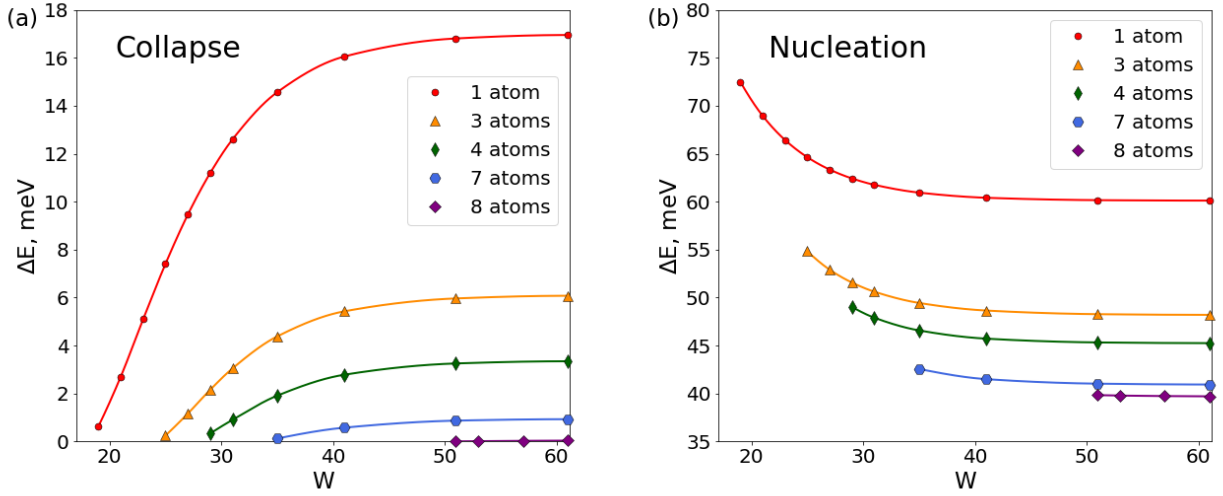 (a)
Collapse
18
16
14
12
10
8
6
4
2
0
ΔE, meV
20
30
40
50
60
W
1 atom
3 atoms
4 atoms
7 atoms
8 atoms
(b)
Nucleation
80
75
70
65
60
55
50
45
40
35
ΔE, meV
20
30
40
50
60
W
1 atom
3 atoms
4 atoms
7 atoms
8 atoms